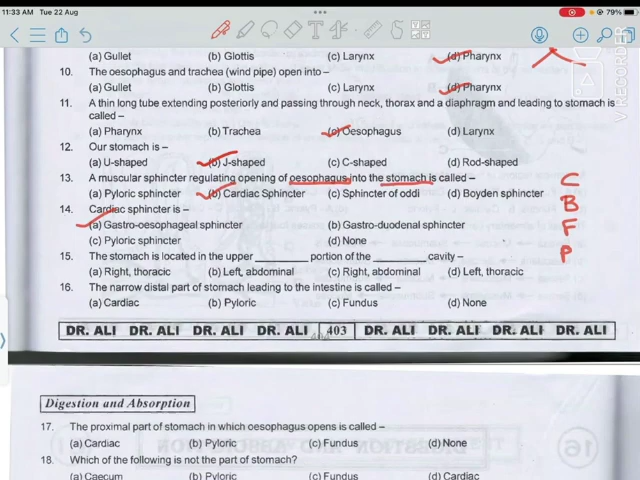 11:33 AM Tue 22 Aug
79%
(a) Gullet (b) Glottis (c) Larynx (d) Pharynx
10. The oesophagus and trachea (wind pipe) open into –
(a) Gullet (b) Glottis (c) Larynx (d) Pharynx
11. A thin long tube extending posteriorly and passing through neck, thorax and a diaphragm and leading to stomach is
called –
(a) Pharynx (b) Trachea (c) Oesophagus (d) Larynx
12. Our stomach is –
(a) U-shaped (b) J-shaped (c) C-shaped (d) Rod-shaped
13. A muscular sphincter regulating opening of oesophagus into the stomach is called –
(a) Pyloric sphincter (b) Cardiac Sphincter (c) Sphincter of oddi (d) Boyden sphincter
14. Cardiac sphincter is –
(a) Gastro-oesophageal sphincter (b) Gastro-duodenal sphincter
(c) Pyloric sphincter (d) None
15. The stomach is located in the upper ________ portion of the ________ cavity –
(a) Right, thoracic (b) Left, abdominal (c) Right, abdominal (d) Left, thoracic
16. The narrow distal part of stomach leading to the intestine is called –
(a) Cardiac (b) Pyloric (c) Fundus (d) None
C
B
F
P
DR. ALI DR. ALI DR. ALI DR. ALI 403 DR. ALI DR. ALI DR. ALI DR. ALI
Digestion and Absorption
17. The proximal part of stomach in which oesophagus opens is called –
(a) Cardiac (b) Pyloric (c) Fundus (d) None
18. Which of the following is not the part of stomach?
(a) Caecum (b) Pyloric (c) Fundus (d) Cardiac
V RECORDER